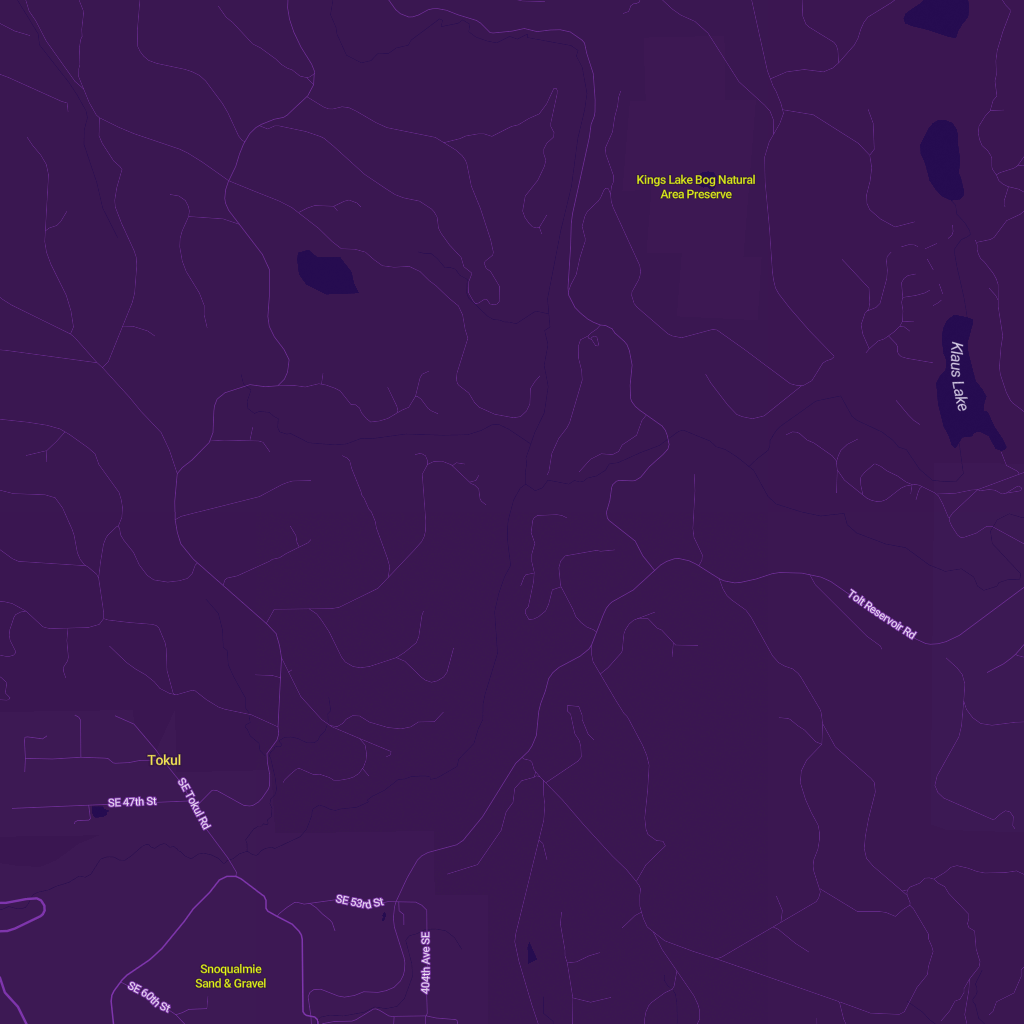 Kings Lake Bog Natural
Area Preserve
Klaus Lake
Tolt Reservoir Rd
Tokul
SE 47th St
SE Tokul Rd
SE 53rd St
404th Ave SE
Snoqualmie
Sand & Gravel
SE 60th St